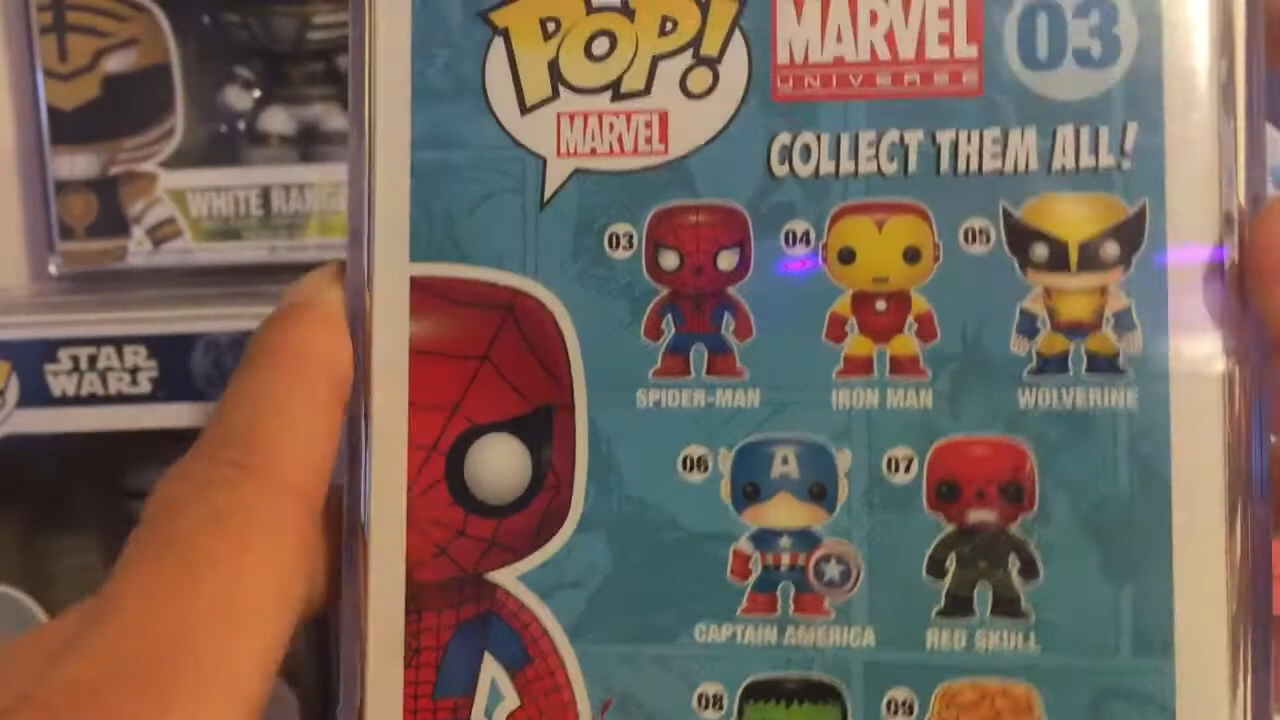 POP!
MARVEL
MARVEL
UNIVERSE
03
COLLECT THEM ALL!
03
04
05
SPIDER-MAN
IRON MAN
WOLVERINE
06
07
A
CAPTAIN AMERICA
RED SKULL
08
09
WHITE RANG
STAR
WARS